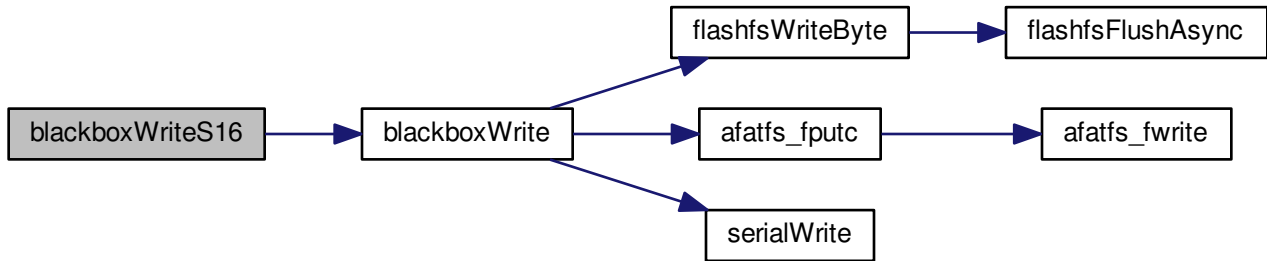 flashfsWriteByte
flashfsFlushAsync
blackboxWriteS16
blackboxWrite
afatfs_fputc
afatfs_fwrite
serialWrite